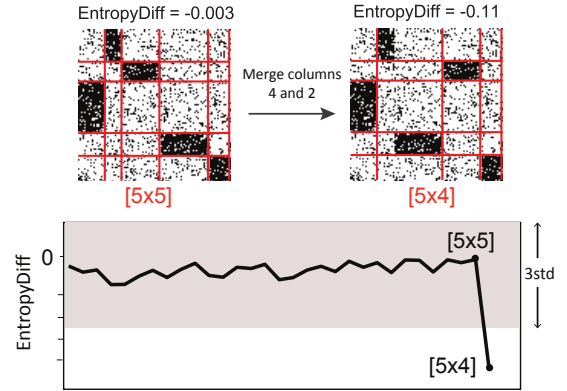 EntropyDiff = -0.003
EntropyDiff = -0.11
Merge columns
4 and 2
[5x5]
[5x4]
EntropyDiff
0
[5x5]
3std
[5x4]